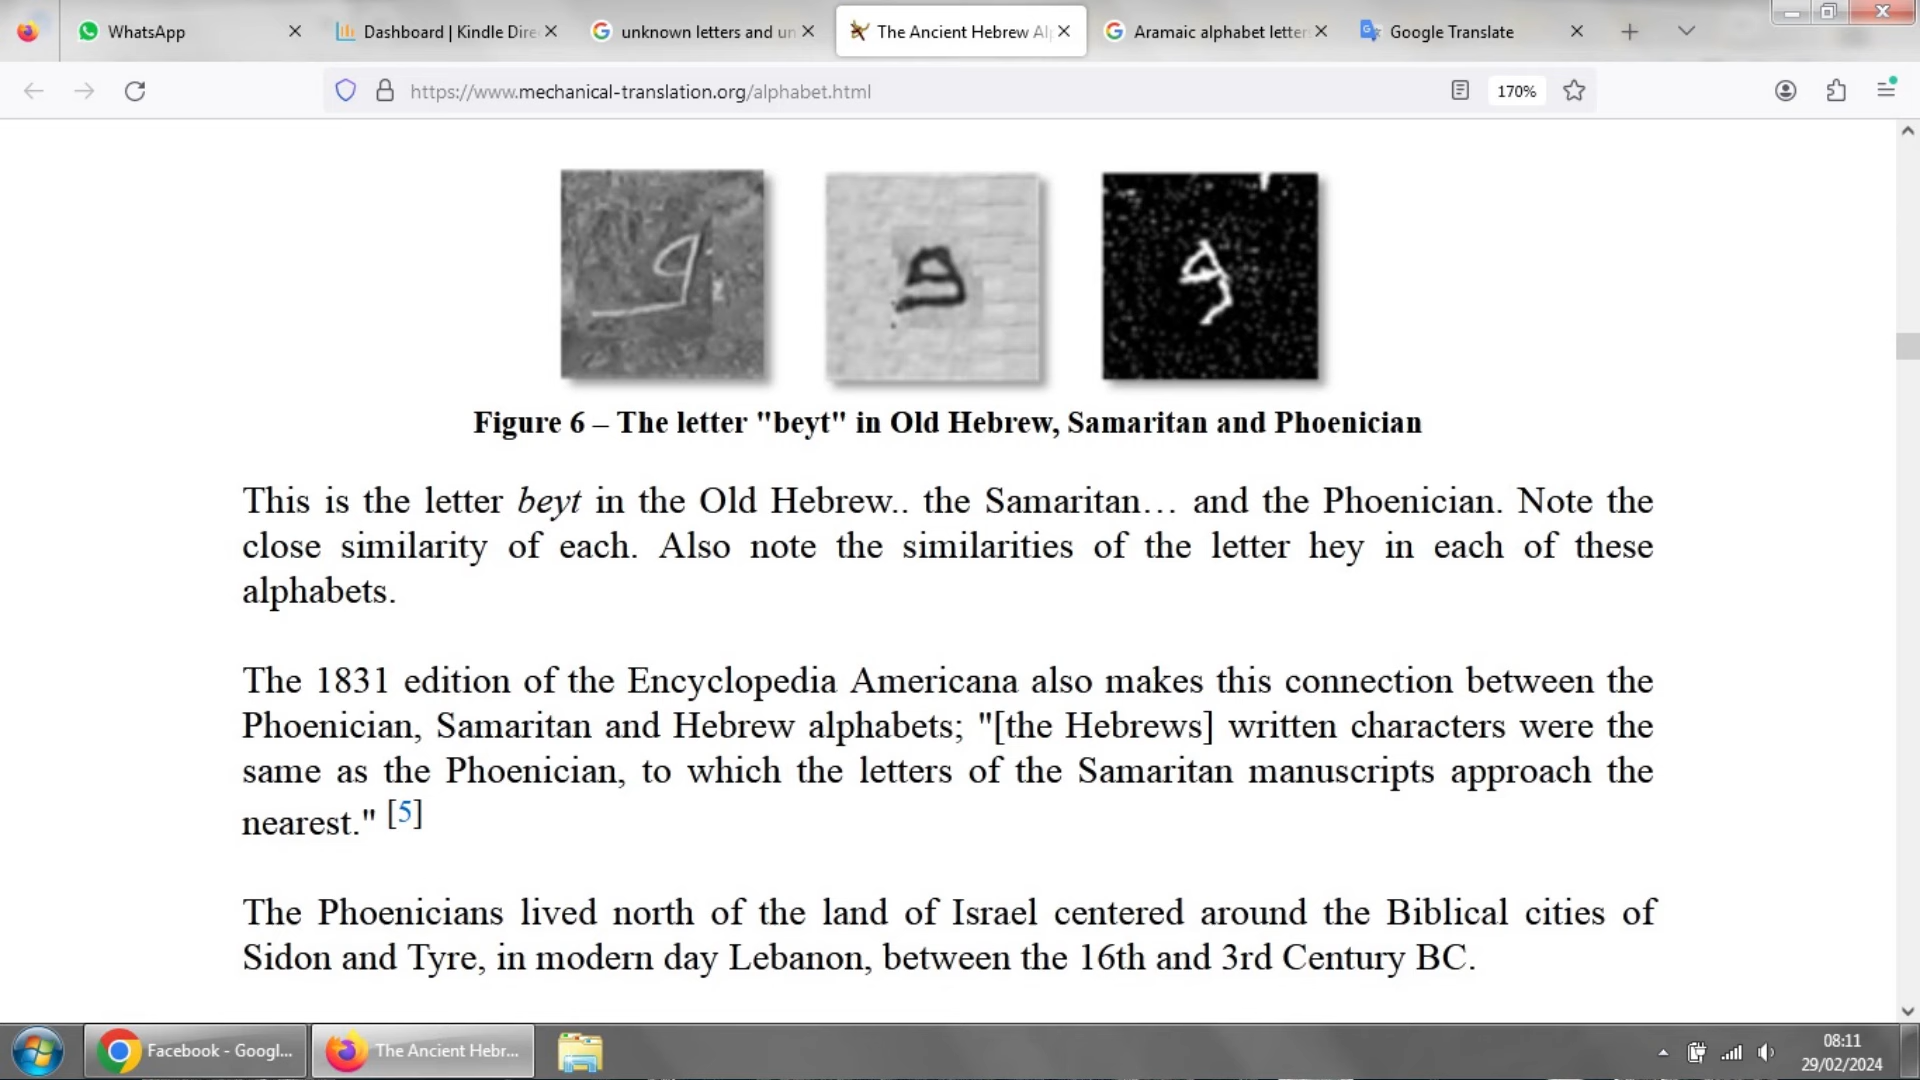 WhatsApp
Dashboard | Kindle Dire
unknown letters and un
The Ancient Hebrew Al
Aramaic alphabet letter
Google Translate
https://www.mechanical-translation.org/alphabet.html
170%
Figure 6 – The letter "beyt" in Old Hebrew, Samaritan and Phoenician
This is the letter beyt in the Old Hebrew.. the Samaritan… and the Phoenician. Note the
close similarity of each. Also note the similarities of the letter hey in each of these
alphabets.
The 1831 edition of the Encyclopedia Americana also makes this connection between the
Phoenician, Samaritan and Hebrew alphabets; "[the Hebrews] written characters were the
same as the Phoenician, to which the letters of the Samaritan manuscripts approach the
nearest." [5]
The Phoenicians lived north of the land of Israel centered around the Biblical cities of
Sidon and Tyre, in modern day Lebanon, between the 16th and 3rd Century BC.
Facebook - Googl...
The Ancient Hebr...
08:11
29/02/2024